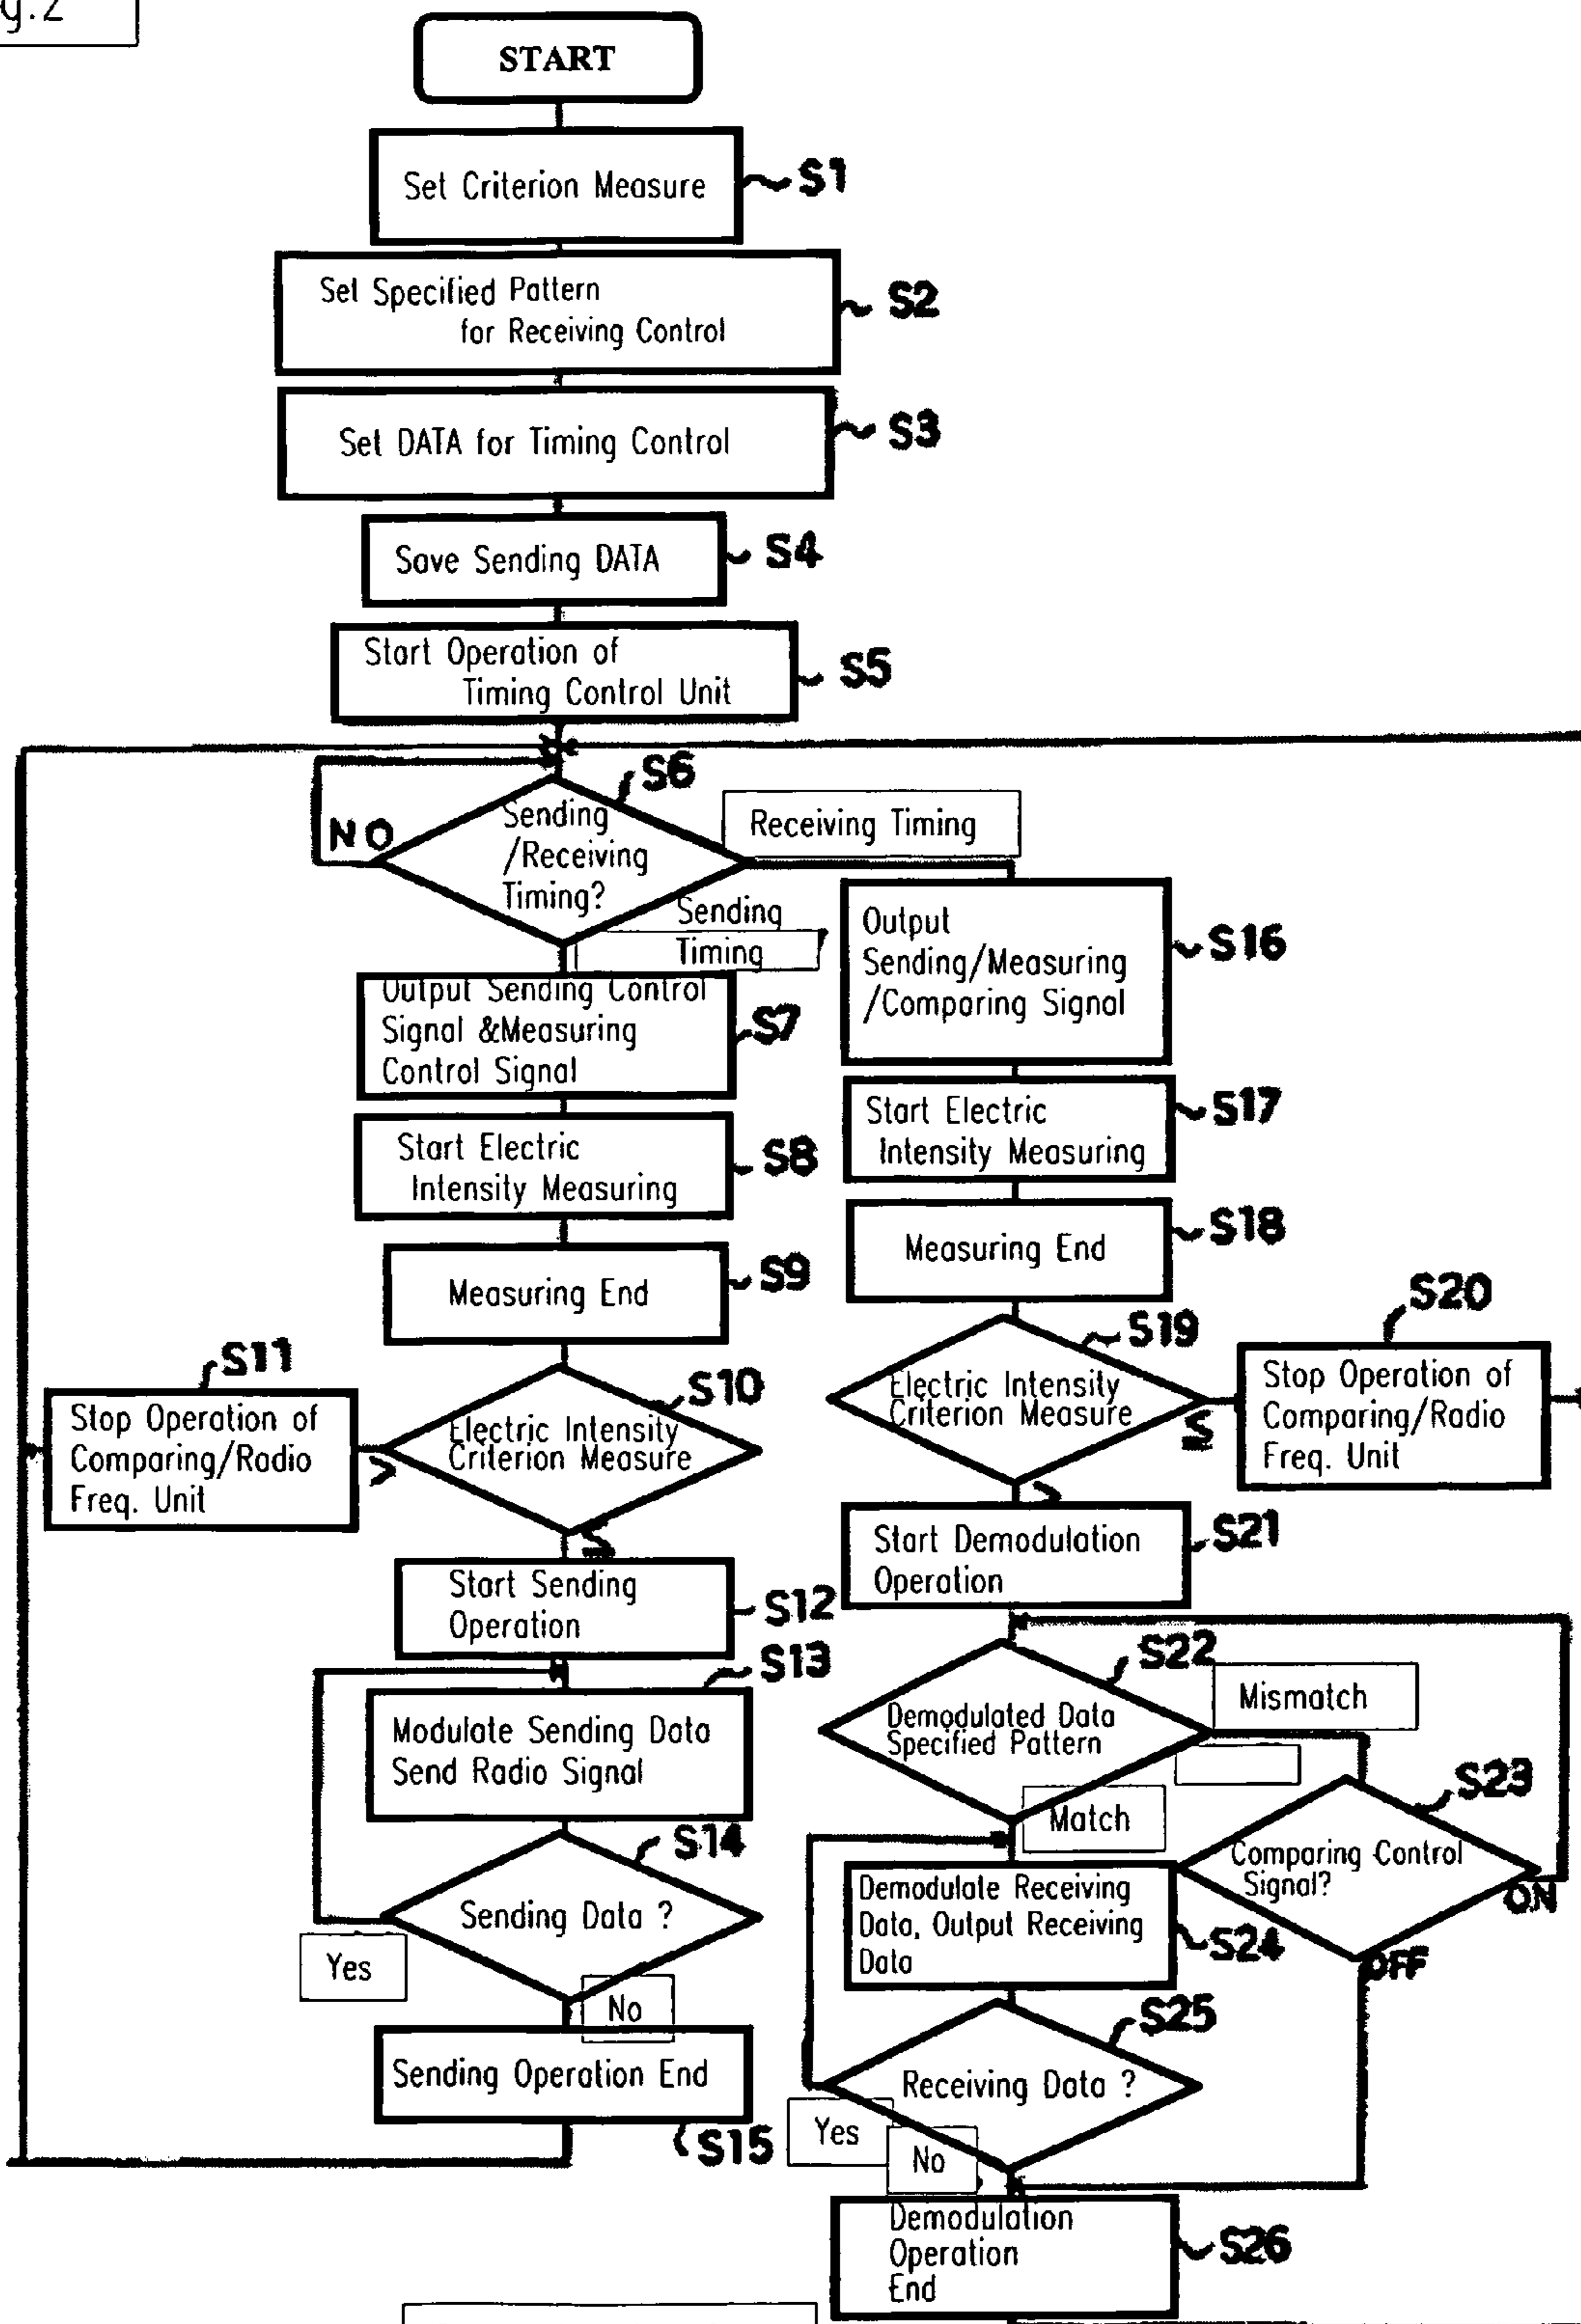 g.2
START
Set Criterion Measure
S1
Set Specified Pattern
for Receiving Control
S2
Set DATA for Timing Control
S3
Save Sending DATA
S4
Start Operation of
Timing Control Unit
S5
S6
NO
Sending
/Receiving
Timing?
Receiving Timing
Sending
Timing
Output Sending Control
Signal &Measuring
Control Signal
S7
Start Electric
Intensity Measuring
S8
Measuring End
S9
S10
Electric Intensity
Criterion Measure
>
≤
S11
Stop Operation of
Comparing/Radio
Freq. Unit
Start Sending
Operation
S12
S13
Modulate Sending Data
Send Radio Signal
S14
Sending Data ?
Yes
No
Sending Operation End
S15
Output
Sending/Measuring
/Comparing Signal
S16
Start Electric
Intensity Measuring
S17
Measuring End
S18
S19
Electric Intensity
Criterion Measure
≤
>
S20
Stop Operation of
Comparing/Radio
Freq. Unit
Start Demodulation
Operation
S21
S22
Demodulated Data
Specified Pattern
Mismatch
Match
S23
Comparing Control
Signal?
ON
OFF
Demodulate Receiving
Data, Output Receiving
Data
S24
S25
Receiving Data ?
Yes
No
Demodulation
Operation
End
S26